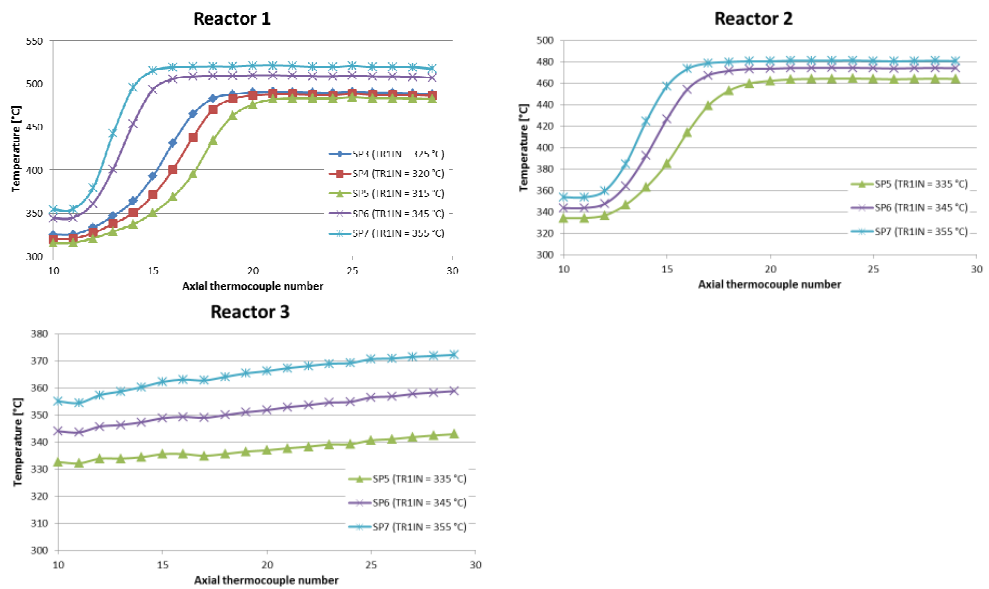 Reactor 1
550
500
450
400
350
300
10 15 20 25 30
Temperature [°C]
Axial thermocouple number
SP3 (TR1IN = 325 °C)
SP4 (TR1IN = 320 °C)
SP5 (TR1IN = 315 °C)
SP6 (TR1IN = 345 °C)
SP7 (TR1IN = 355 °C)
Reactor 2
500
480
460
440
420
400
380
360
340
320
300
10 15 20 25 30
Temperature [°C]
Axial thermocouple number
SP5 (TR1IN = 335 °C)
SP6 (TR1IN = 345 °C)
SP7 (TR1IN = 355 °C)
Reactor 3
380
370
360
350
340
330
320
310
300
10 15 20 25 30
Temperature [°C]
Axial thermocouple number
SP5 (TR1IN = 335 °C)
SP6 (TR1IN = 345 °C)
SP7 (TR1IN = 355 °C)